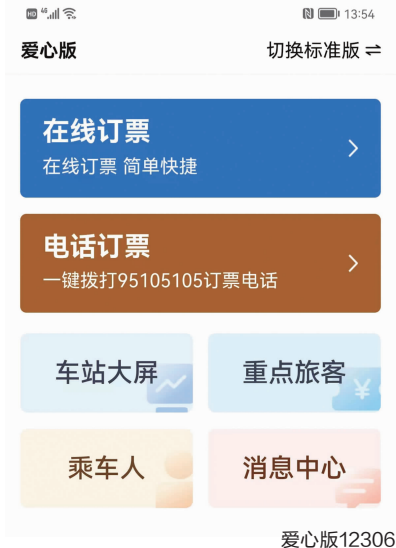 HD 4G 13:54
爱心版 切换标准版
在线订票
在线订票 简单快捷
电话订票
一键拨打95105105订票电话
车站大屏 重点旅客
¥
乘车人 消息中心
爱心版12306